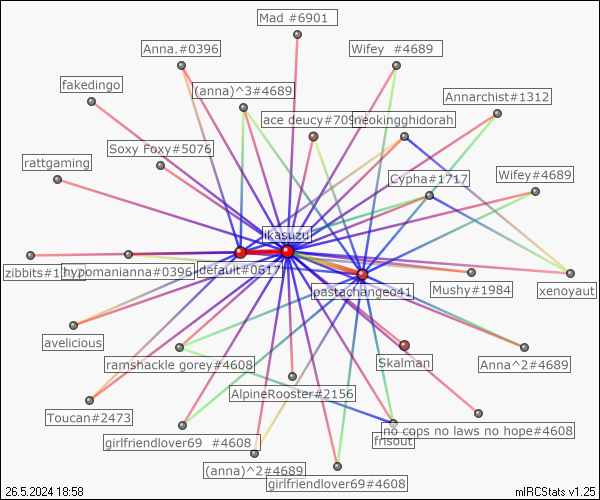 Mad #6901
Anna.#0396
Wifey  #4689
fakedingo
(anna)^3#4689
Annarchist#1312
ace deucy#709
neokingghidorah
Soxy Foxy#5076
rattgaming
Cypha#1717
Wifey#4689
ikasuzu
zibbits#1
hypomanianna#0396
default#0617
pastachangeo41
Mushy#1984
xenoyaut
avelicious
ramshackle gorey#4608
Skalman
Anna^2#4689
AlpineRooster#2156
Toucan#2473
no cops no laws no hope#4608
girlfriendlover69  #4608
frisout
(anna)^2#4689
girlfriendlover69#4608
26.5.2024 18:58
mIRCStats v1.25